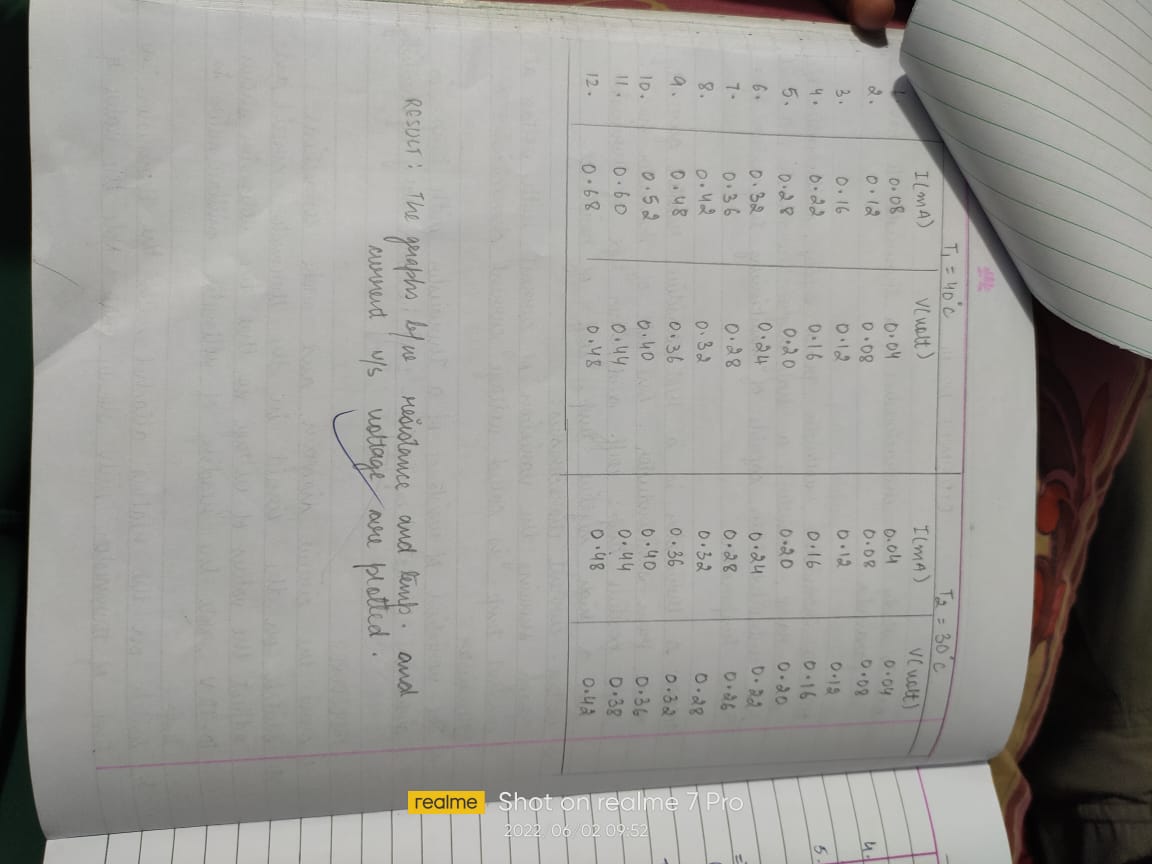 T₁ = 40°C T₂ = 30°C
I(mA) V(volt) I(mA) V(volt)
1. 0.08 0.04 0.04 0.04
2. 0.12 0.08 0.08 0.08
3. 0.16 0.12 0.12 0.12
4. 0.22 0.16 0.16 0.16
5. 0.28 0.20 0.20 0.20
6. 0.32 0.24 0.24 0.22
7. 0.36 0.28 0.28 0.26
8. 0.42 0.32 0.32 0.28
9. 0.48 0.36 0.36 0.32
10. 0.52 0.40 0.40 0.36
11. 0.60 0.44 0.44 0.38
12. 0.68 0.48 0.48 0.42
RESULT : The graphs b/w resistance and temp. and
current v/s voltage are plotted.
4.
5.
realme Shot on realme 7 Pro
2022.06.02 09:52